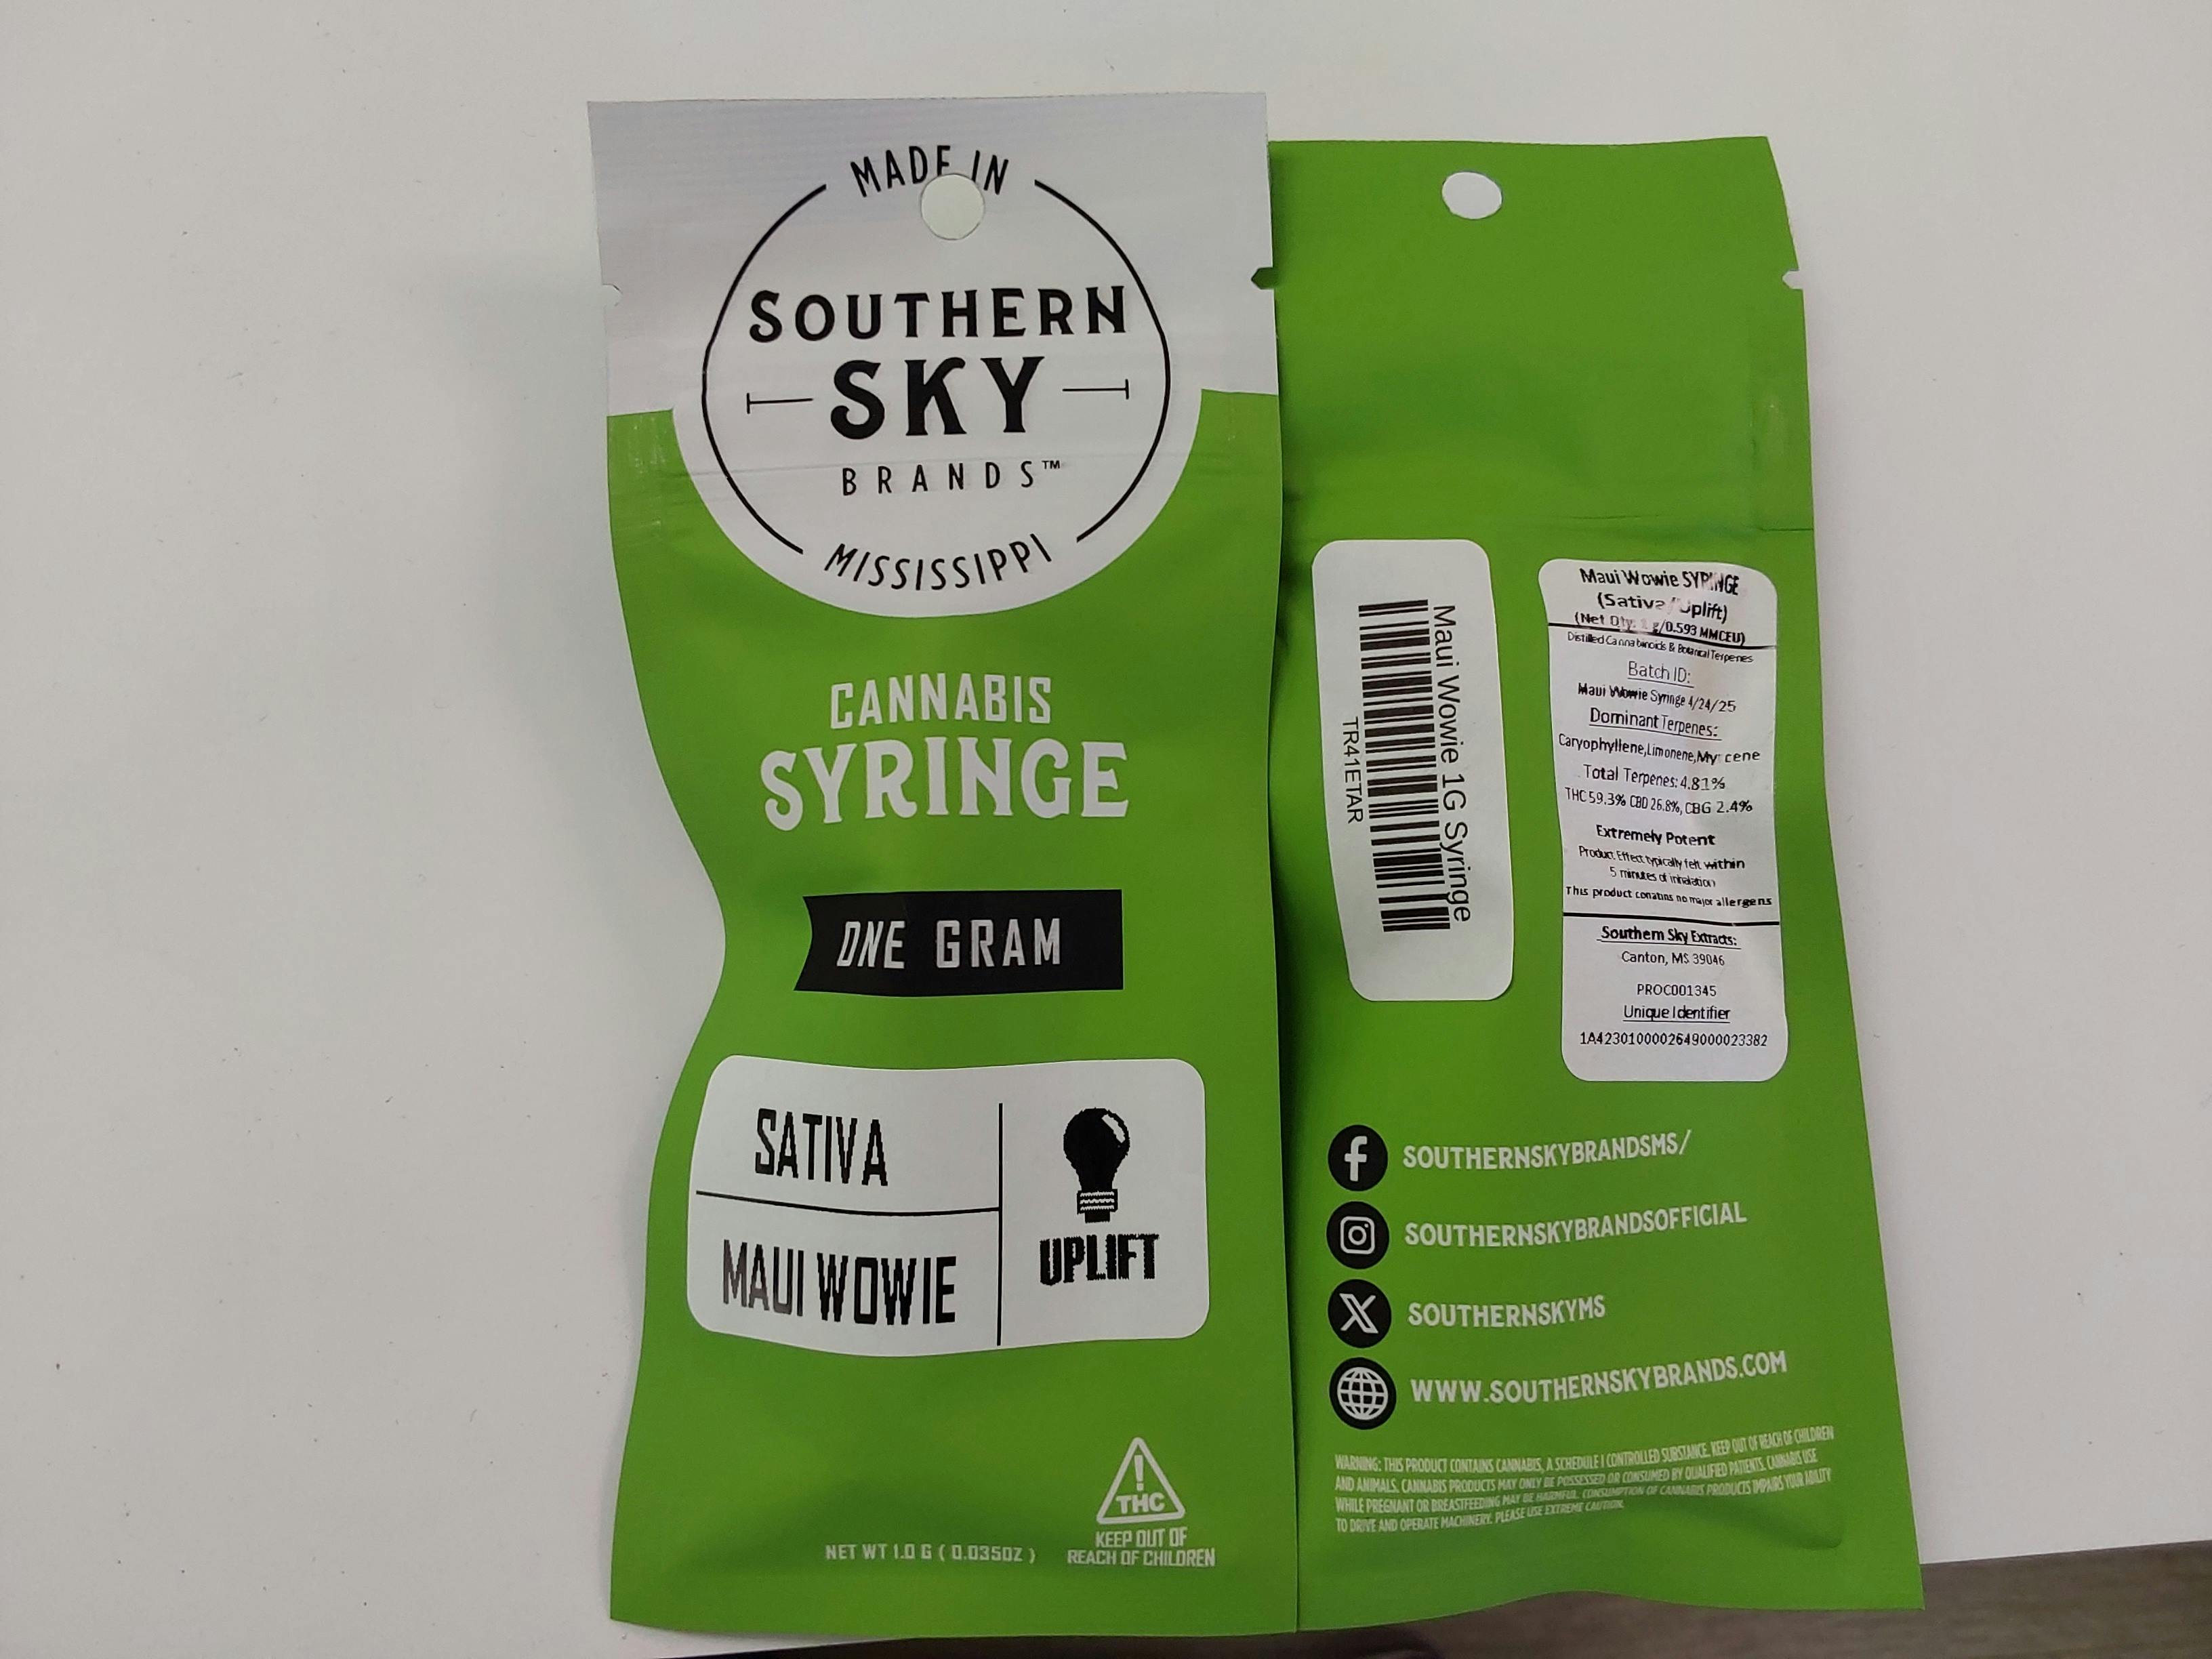 MADE IN
SOUTHERN
SKY
BRANDS™
MISSISSIPPI
CANNABIS
SYRINGE
ONE GRAM
SATIVA
MAUI WOWIE
UPLIFT
THC
KEEP OUT OF
REACH OF CHILDREN
NET WT 1.0 G ( 0.035OZ )
Maui Wowie 1G Syringe
TR41ETAR
Maui Wowie SYRINGE
(Sativa/Uplift)
(Net Qty: 1 g/0.593 MMCEU)
Distilled Cannabinoids & Botanical Terpenes
Batch ID:
Maui Wowie Syringe 4/24/25
Dominant Terpenes:
Caryophyllene, Limonene, Myrcene
Total Terpenes: 4.81%
THC 59.3% CBD 26.8%, CBG 2.4%
Extremely Potent
Product Effect typically felt within
5 minutes of inhalation
This product conatins no major allergens
Southern Sky Extracts:
Canton, MS 39046
PROC001345
Unique Identifier
1A4230100002649000023382
SOUTHERNSKYBRANDSMS/
SOUTHERNSKYBRANDSOFFICIAL
SOUTHERNSKYMS
WWW.SOUTHERNSKYBRANDS.COM
WARNING: THIS PRODUCT CONTAINS CANNABIS, A SCHEDULE I CONTROLLED SUBSTANCE. KEEP OUT OF REACH OF CHILDREN
AND ANIMALS. CANNABIS PRODUCTS MAY ONLY BE POSSESSED OR CONSUMED BY QUALIFIED PATIENTS. CANNABIS USE
WHILE PREGNANT OR BREASTFEEDING MAY BE HARMFUL. CONSUMPTION OF CANNABIS PRODUCTS IMPAIRS YOUR ABILITY
TO DRIVE AND OPERATE MACHINERY. PLEASE USE EXTREME CAUTION.